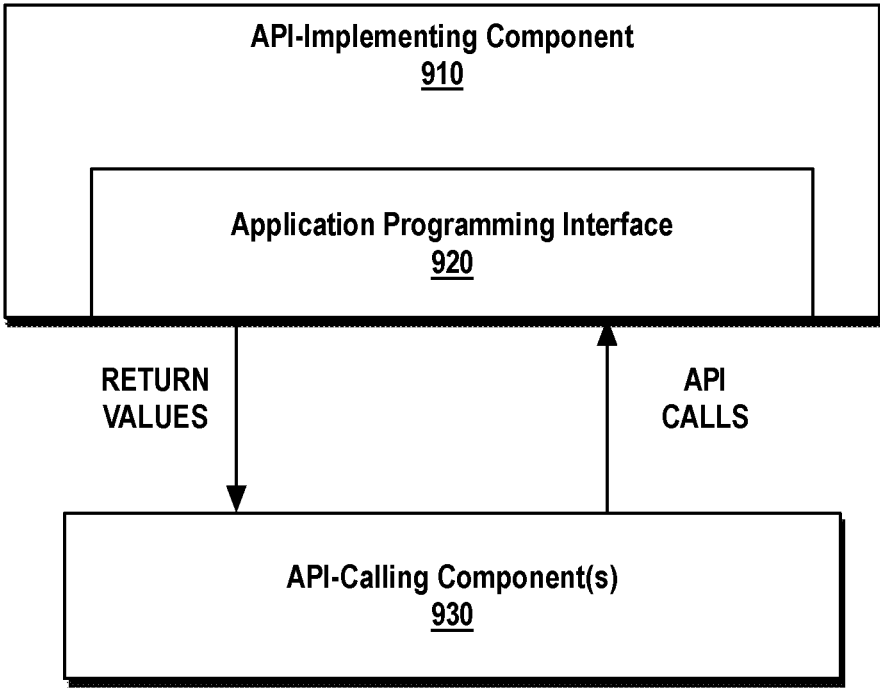 API-Implementing Component
910
Application Programming Interface
920
RETURN
VALUES
API
CALLS
API-Calling Component(s)
930